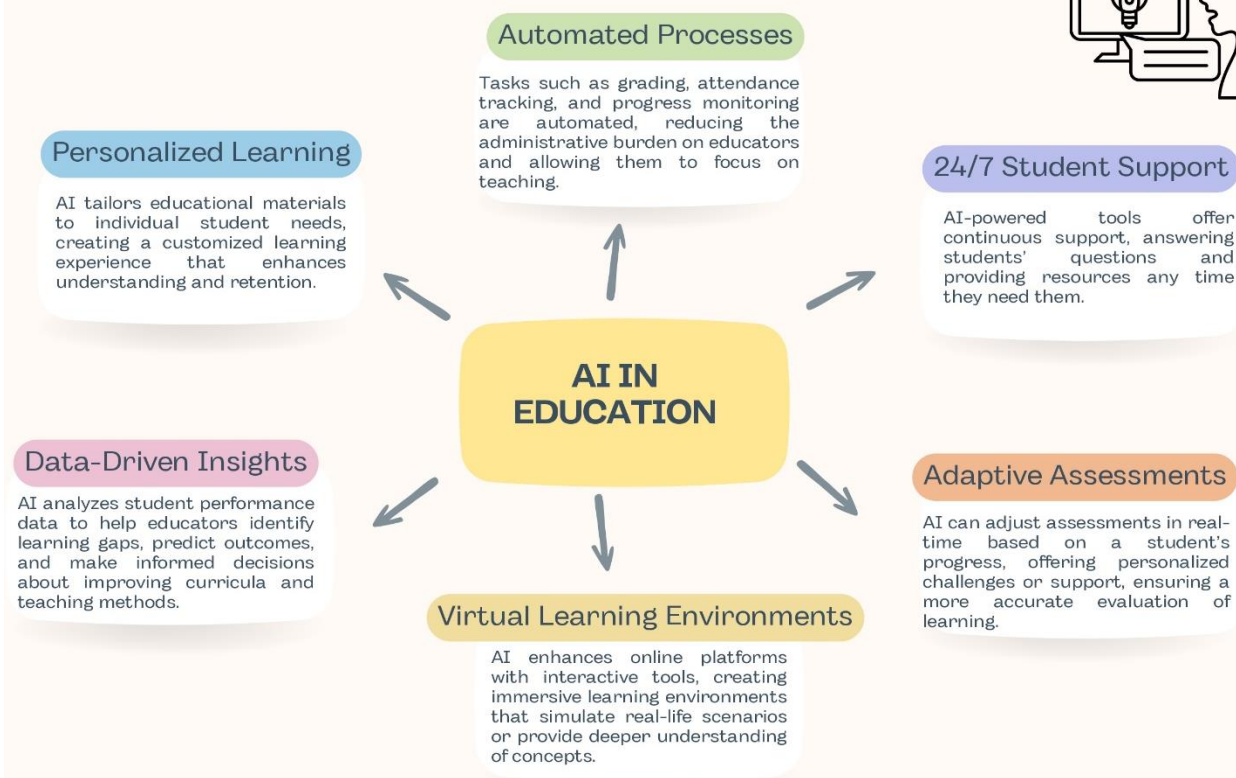 Automated Processes
Tasks such as grading, attendance
tracking, and progress monitoring
are automated, reducing the
administrative burden on educators
and allowing them to focus on
teaching.
Personalized Learning
AI tailors educational materials
to individual student needs,
creating a customized learning
experience that enhances
understanding and retention.
24/7 Student Support
AI-powered tools offer
continuous support, answering
students' questions and
providing resources any time
they need them.
AI IN
EDUCATION
Data-Driven Insights
AI analyzes student performance
data to help educators identify
learning gaps, predict outcomes,
and make informed decisions
about improving curricula and
teaching methods.
Adaptive Assessments
AI can adjust assessments in real-
time based on a student's
progress, offering personalized
challenges or support, ensuring a
more accurate evaluation of
learning.
Virtual Learning Environments
AI enhances online platforms
with interactive tools, creating
immersive learning environments
that simulate real-life scenarios
or provide deeper understanding
of concepts.